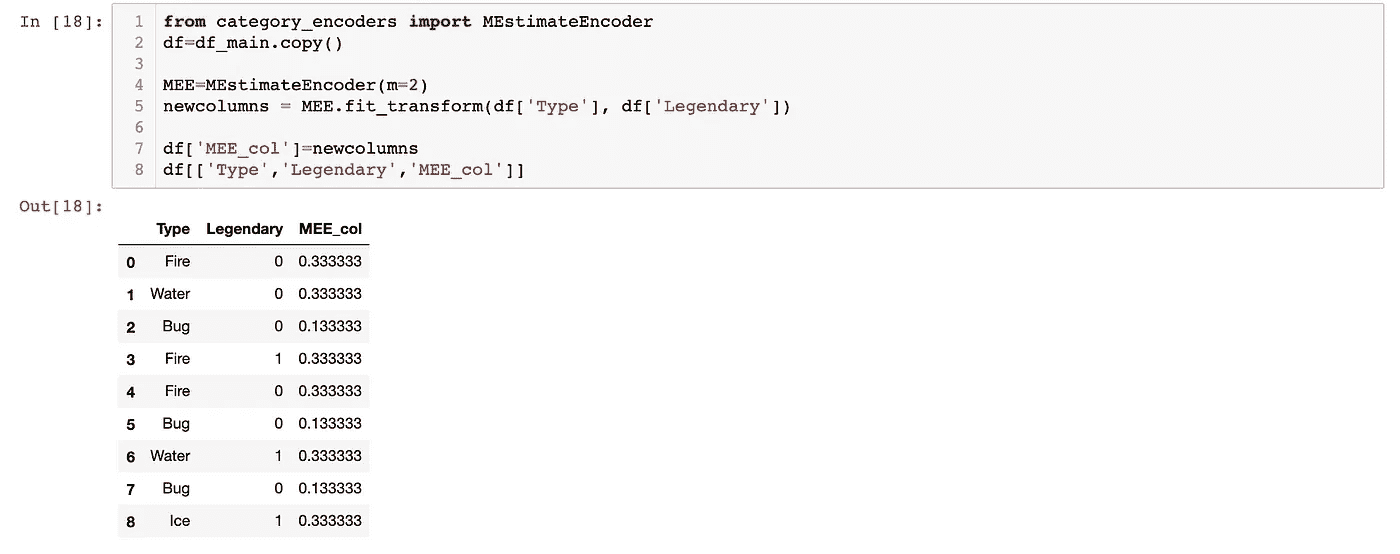 In [18]:
1 from category_encoders import MEstimateEncoder
2 df=df_main.copy()
3
4 MEE=MEstimateEncoder(m=2)
5 newcolumns = MEE.fit_transform(df['Type'], df['Legendary'])
6
7 df['MEE_col']=newcolumns
8 df[['Type','Legendary','MEE_col']]
Out[18]:
Type Legendary MEE_col
0 Fire 0 0.333333
1 Water 0 0.333333
2 Bug 0 0.133333
3 Fire 1 0.333333
4 Fire 0 0.333333
5 Bug 0 0.133333
6 Water 1 0.333333
7 Bug 0 0.133333
8 Ice 1 0.333333